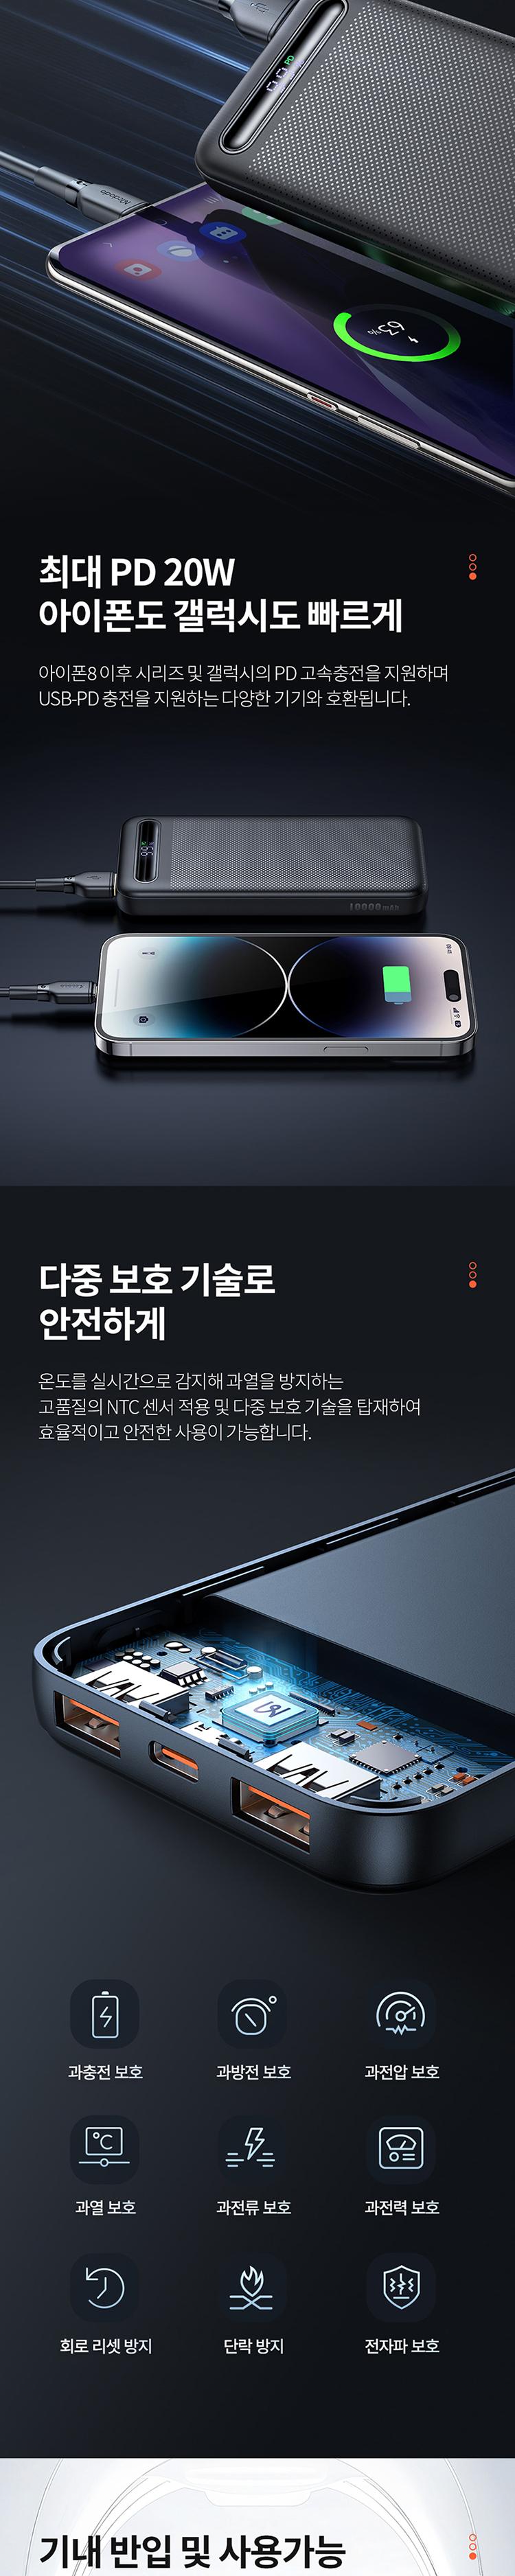 PD
Mcdodo
63%
최대 PD 20W
아이폰도 갤럭시도 빠르게
아이폰8 이후 시리즈 및 갤럭시의 PD 고속충전을 지원하며
USB-PD 충전을 지원하는 다양한 기기와 호환됩니다.
10000mAh
다중 보호 기술로
안전하게
온도를 실시간으로 감지해 과열을 방지하는
고품질의 NTC 센서 적용 및 다중 보호 기술을 탑재하여
효율적이고 안전한 사용이 가능합니다.
과충전 보호
과방전 보호
과전압 보호
°C
과열 보호
과전류 보호
과전력 보호
회로 리셋 방지
단락 방지
전자파 보호
기내 반입 및 사용가능